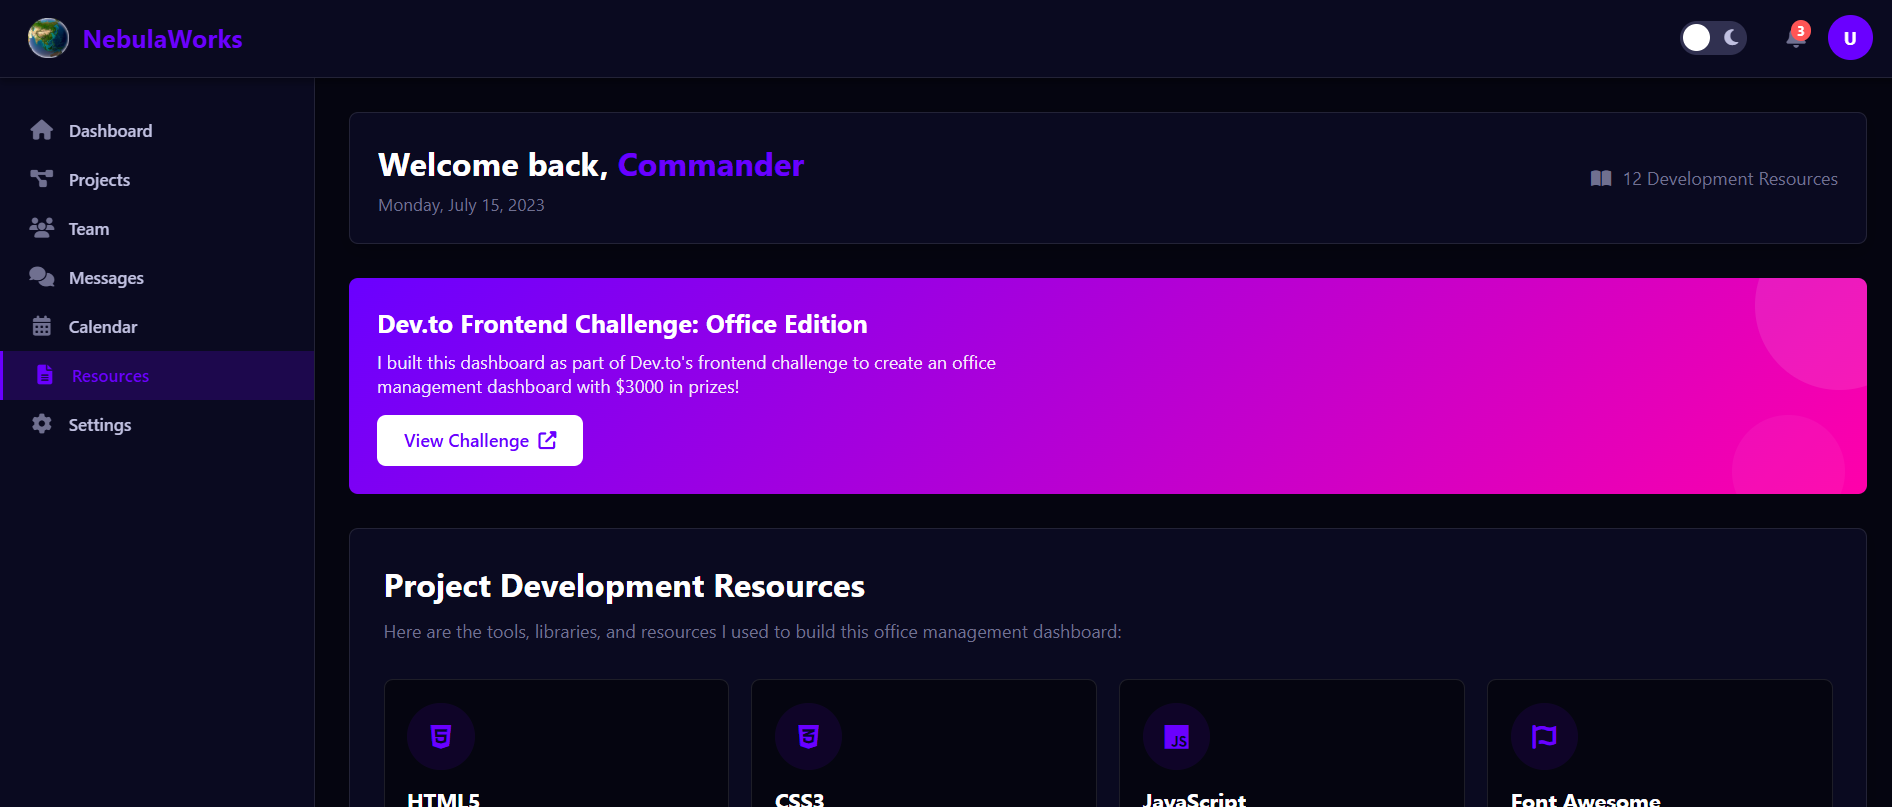 NebulaWorks
3
U
Dashboard
Projects
Team
Messages
Calendar
Resources
Settings
Welcome back, Commander
Monday, July 15, 2023
12 Development Resources
Dev.to Frontend Challenge: Office Edition
I built this dashboard as part of Dev.to's frontend challenge to create an office
management dashboard with $3000 in prizes!
View Challenge
Project Development Resources
Here are the tools, libraries, and resources I used to build this office management dashboard:
5
3
JS
HTML5
CSS3
JavaScript
Font Awesome